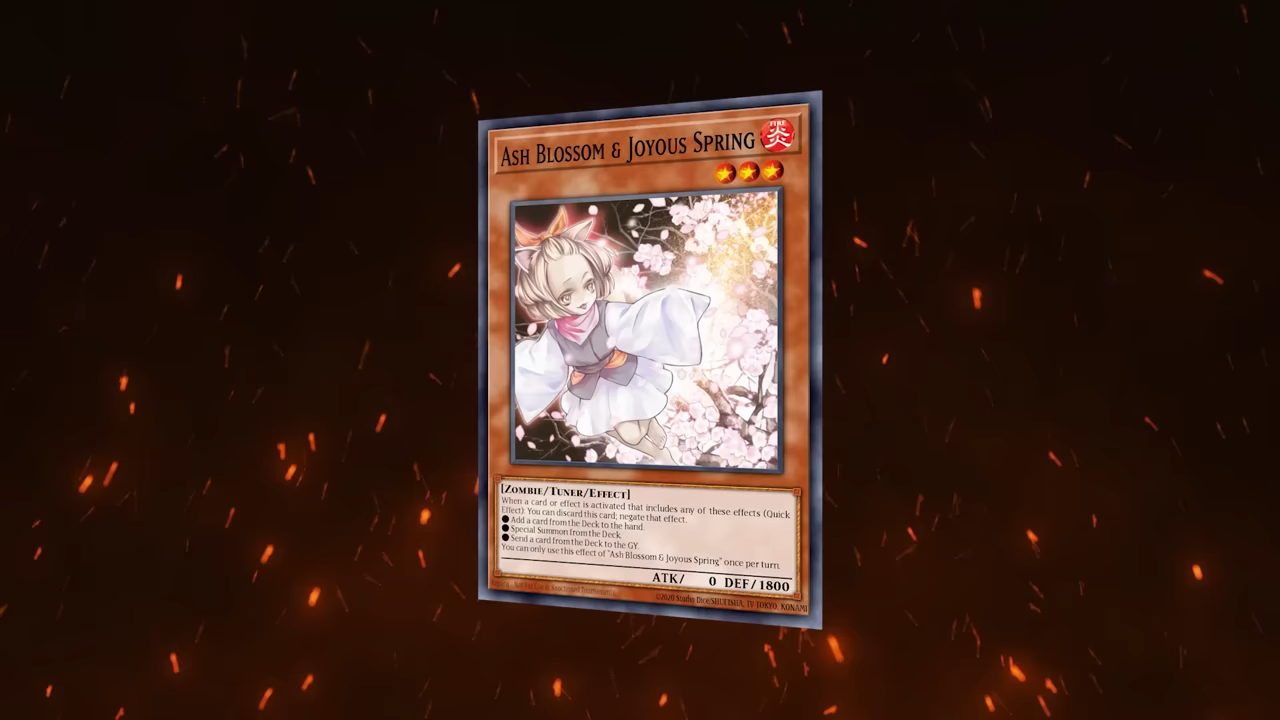 Ash Blossom & Joyous Spring
FIRE
炎
[Zombie/Tuner/Effect]
When a card or effect is activated that includes any of these effects (Quick
Effect): You can discard this card; negate that effect.
●Add a card from the Deck to the hand.
●Special Summon from the Deck.
●Send a card from the Deck to the GY.
You can only use this effect of "Ash Blossom & Joyous Spring" once per turn.
ATK/ 0 DEF/1800
©2020 Studio Dice/SHUEISHA, TV TOKYO, KONAMI